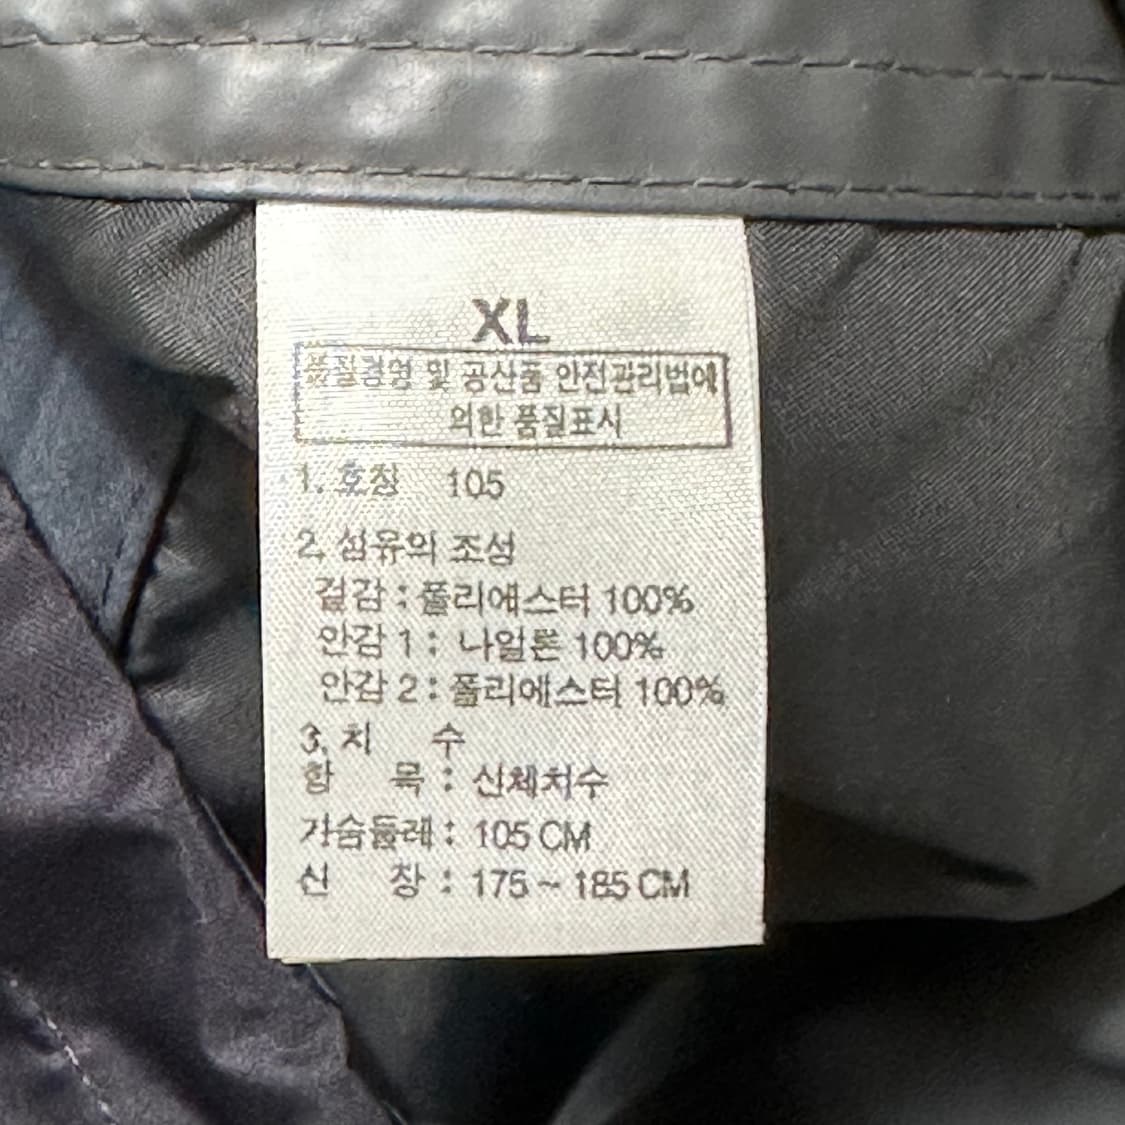 XL
품질경영 및 공산품 안전관리법에
의한 품질표시
1. 호칭 105
2. 섬유의 조성
겉감 : 폴리에스터 100%
안감 1 : 나일론 100%
안감 2 : 폴리에스터 100%
3. 치 수
항 목 : 신체치수
가슴둘레 : 105 CM
신 장 : 175 ~ 185 CM